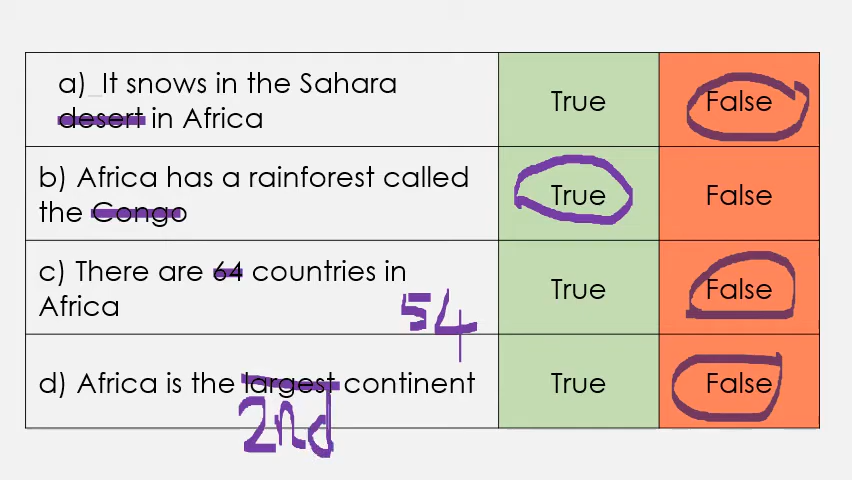 a)_It snows in the Sahara
desert in Africa
True
False
b) Africa has a rainforest called
the Congo
True
False
c) There are 64 countries in
Africa
54
True
False
d) Africa is the largest continent
2nd
True
False